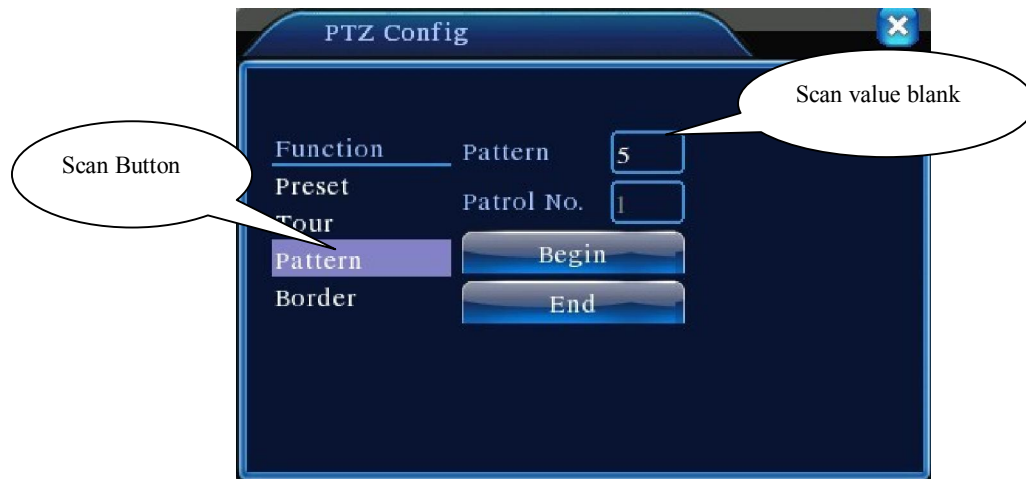 PTZ Config
Scan value blank
Scan Button
Function
Pattern
5
Preset
Patrol No.
1
Tour
Pattern
Begin
Border
End